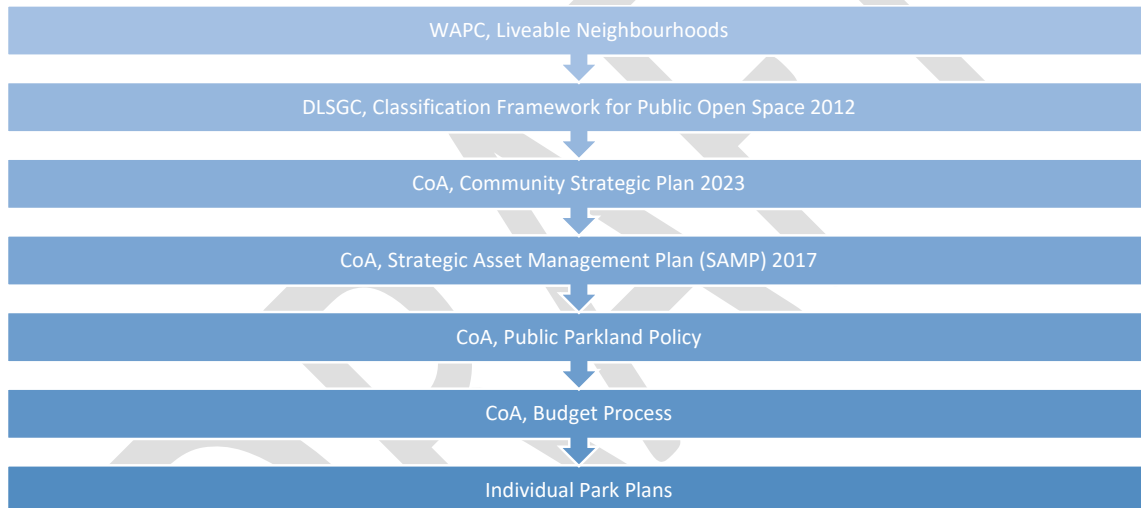 WAPC, Liveable Neighbourhoods
DLSGC, Classification Framework for Public Open Space 2012
CoA, Community Strategic Plan 2023
CoA, Strategic Asset Management Plan (SAMP) 2017
CoA, Public Parkland Policy
CoA, Budget Process
Individual Park Plans